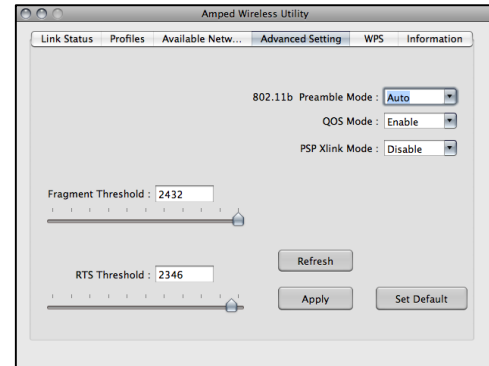 Amped Wireless Utility
Link Status Profiles Available Netw... Advanced Setting WPS Information
802.11b Preamble Mode : Auto
QOS Mode : Enable
PSP Xlink Mode : Disable
Fragment Threshold : 2432
Refresh
RTS Threshold : 2346
Apply Set Default